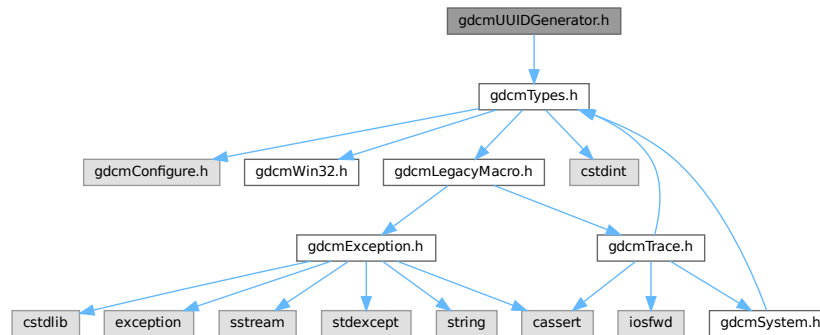 gdcmUUIDGenerator.h
gdcmTypes.h
gdcmConfigure.h
gdcmWin32.h
gdcmLegacyMacro.h
cstdint
gdcmException.h
gdcmTrace.h
cstdlib
exception
sstream
stdexcept
string
cassert
iosfwd
gdcmSystem.h